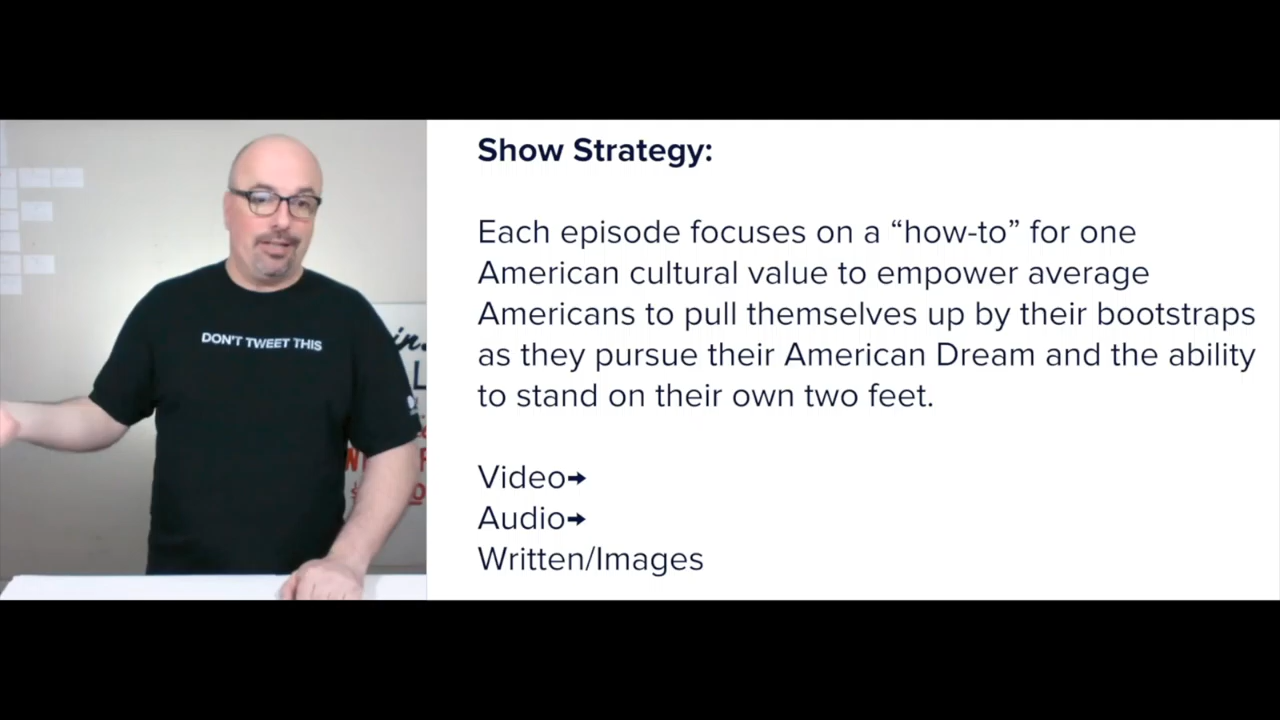 DON'T TWEET THIS
Show Strategy:
Each episode focuses on a “how-to” for one
American cultural value to empower average
Americans to pull themselves up by their bootstraps
as they pursue their American Dream and the ability
to stand on their own two feet.
Video→
Audio→
Written/Images